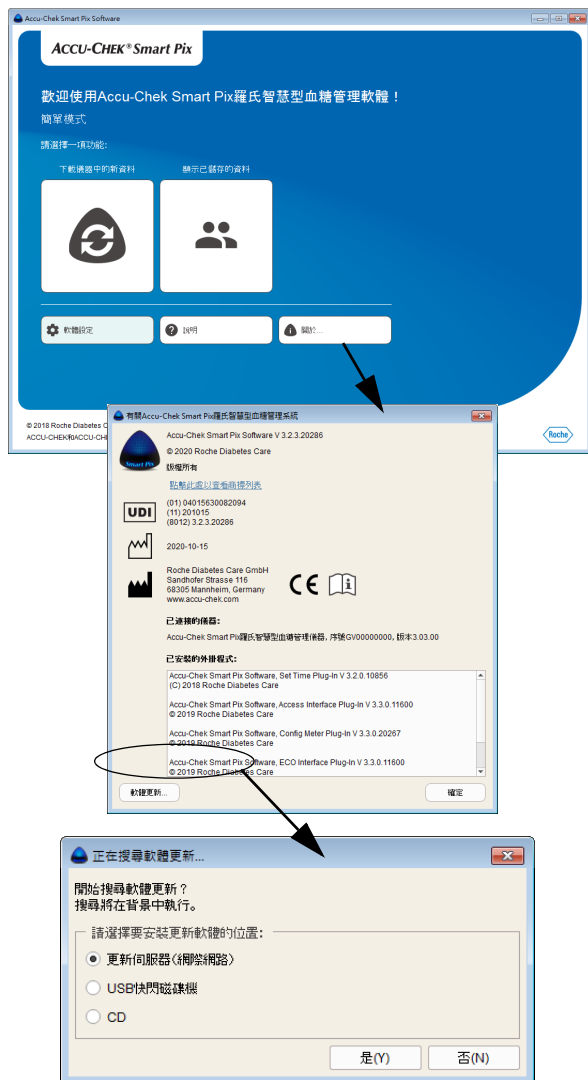 Accu-Chek Smart Pix Software
ACCU-CHEK® Smart Pix
歡迎使用Accu-Chek Smart Pix羅氏智慧型血糖管理軟體！
簡單模式
請選擇一項功能:
下載儀器中的新資料
顯示已儲存的資料
軟體設定
說明
關於...
© 2018 Roche Diabetes C
ACCU-CHEK和ACCU-CHE
Roche
有關Accu-Chek Smart Pix羅氏智慧型血糖管理系統
Smart Pix
Accu-Chek Smart Pix Software V 3.2.3.20286
© 2020 Roche Diabetes Care
版權所有
點擊此處以查看商標列表
UDI
(01) 04015630082094
(11) 201015
(8012) 3.2.3.20286
2020-10-15
Roche Diabetes Care GmbH
Sandhofer Strasse 116
68305 Mannheim, Germany
www.accu-chek.com
CE
已連接的儀器:
Accu-Chek Smart Pix羅氏智慧型血糖管理儀器, 序號GV00000000, 版本3.03.00
已安裝的外掛程式:
Accu-Chek Smart Pix Software, Set Time Plug-In V 3.2.0.10856
(C) 2018 Roche Diabetes Care
Accu-Chek Smart Pix Software, Access Interface Plug-In V 3.3.0.11600
© 2019 Roche Diabetes Care
Accu-Chek Smart Pix Software, Config Meter Plug-In V 3.3.0.20267
© 2019 Roche Diabetes Care
Accu-Chek Smart Pix Software, ECO Interface Plug-In V 3.3.0.11600
© 2019 Roche Diabetes Care
軟體更新...
確定
正在搜尋軟體更新...
開始搜尋軟體更新？
搜尋將在背景中執行。
請選擇要安裝更新軟體的位置:
更新伺服器(網際網路)
USB快閃磁碟機
CD
是(Y)
否(N)